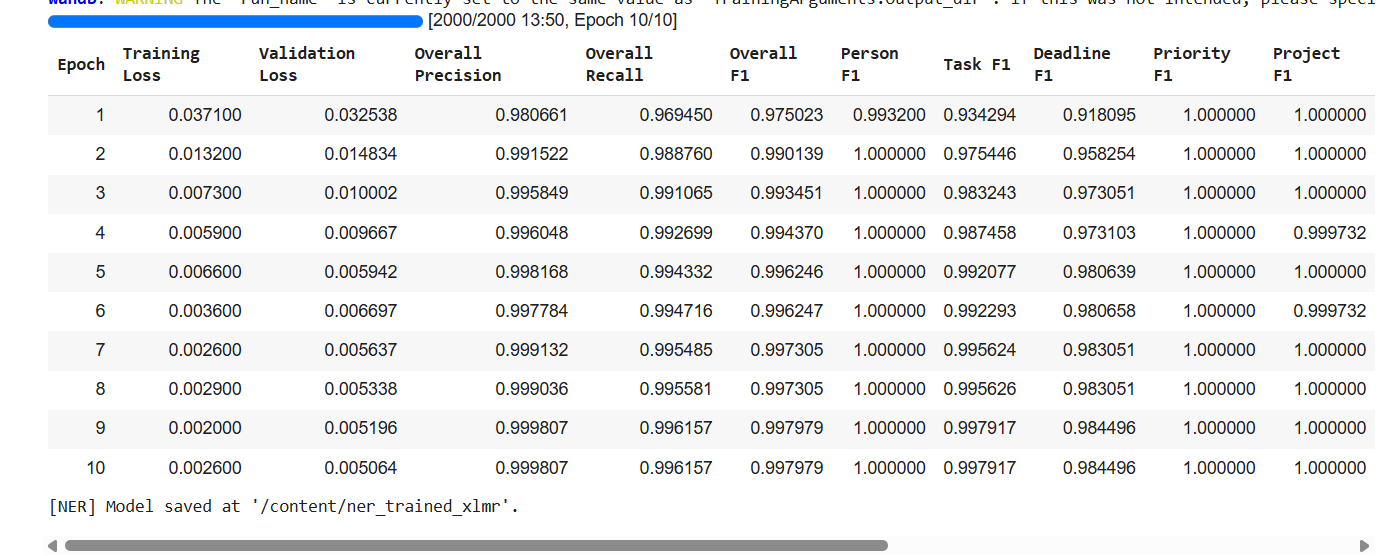 wandb: WARNING The `run_name` is currently set to the same value as `TrainingArguments.output_dir`. If this was not intended, please speci
[2000/2000 13:50, Epoch 10/10]
Epoch Training Loss Validation Loss Overall Precision Overall Recall Overall F1 Person F1 Task F1 Deadline F1 Priority F1 Project F1
1 0.037100 0.032538 0.980661 0.969450 0.975023 0.993200 0.934294 0.918095 1.000000 1.000000
2 0.013200 0.014834 0.991522 0.988760 0.990139 1.000000 0.975446 0.958254 1.000000 1.000000
3 0.007300 0.010002 0.995849 0.991065 0.993451 1.000000 0.983243 0.973051 1.000000 1.000000
4 0.005900 0.009667 0.996048 0.992699 0.994370 1.000000 0.987458 0.973103 1.000000 0.999732
5 0.006600 0.005942 0.998168 0.994332 0.996246 1.000000 0.992077 0.980639 1.000000 1.000000
6 0.003600 0.006697 0.997784 0.994716 0.996247 1.000000 0.992293 0.980658 1.000000 0.999732
7 0.002600 0.005637 0.999132 0.995485 0.997305 1.000000 0.995624 0.983051 1.000000 1.000000
8 0.002900 0.005338 0.999036 0.995581 0.997305 1.000000 0.995626 0.983051 1.000000 1.000000
9 0.002000 0.005196 0.999807 0.996157 0.997979 1.000000 0.997917 0.984496 1.000000 1.000000
10 0.002600 0.005064 0.999807 0.996157 0.997979 1.000000 0.997917 0.984496 1.000000 1.000000
[NER] Model saved at '/content/ner_trained_xlmr'.